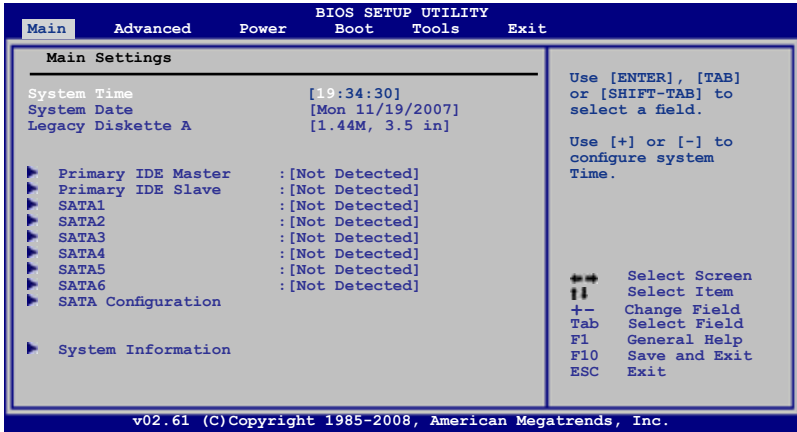 BIOS SETUP UTILITY
Main Advanced Power Boot Tools Exit
Main Settings
System Time [19:34:30]
System Date [Mon 11/19/2007]
Legacy Diskette A [1.44M, 3.5 in]
Primary IDE Master :[Not Detected]
Primary IDE Slave :[Not Detected]
SATA1 :[Not Detected]
SATA2 :[Not Detected]
SATA3 :[Not Detected]
SATA4 :[Not Detected]
SATA5 :[Not Detected]
SATA6 :[Not Detected]
SATA Configuration
System Information
Use [ENTER], [TAB]
or [SHIFT-TAB] to
select a field.
Use [+] or [-] to
configure system
Time.
Select Screen
Select Item
+- Change Field
Tab Select Field
F1 General Help
F10 Save and Exit
ESC Exit
v02.61 (C)Copyright 1985-2008, American Megatrends, Inc.